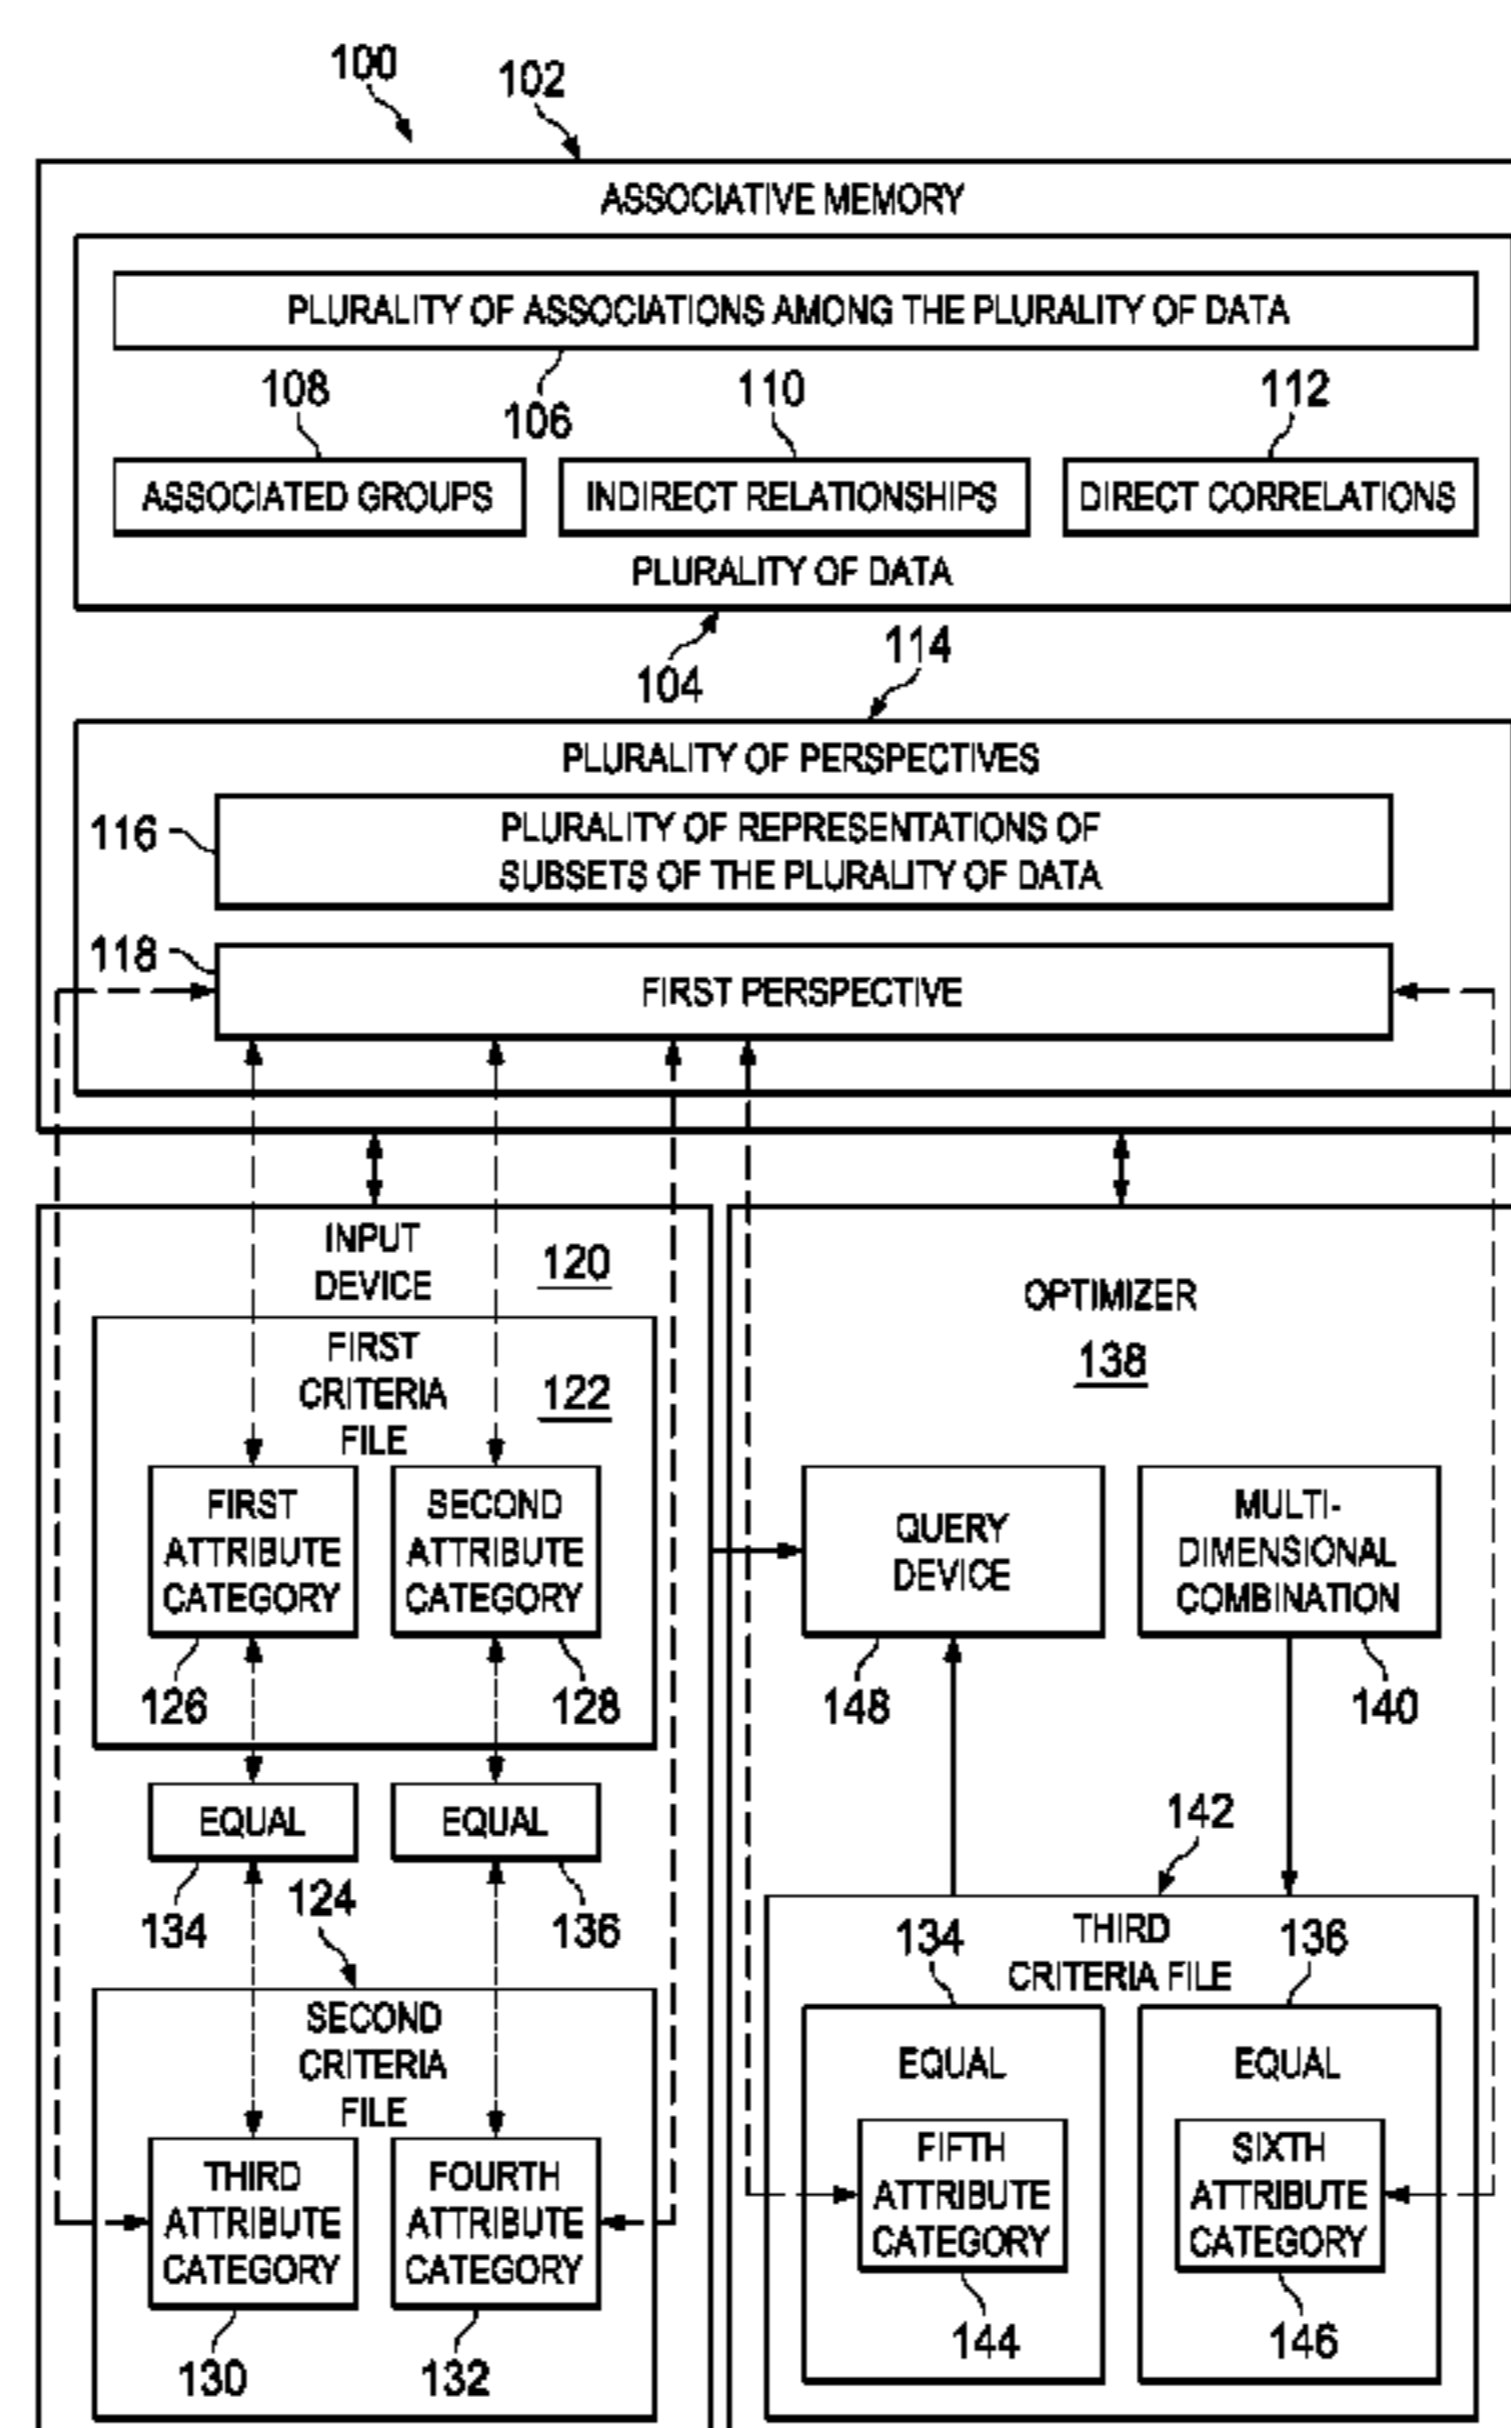 100
102
ASSOCIATIVE MEMORY
PLURALITY OF ASSOCIATIONS AMONG THE PLURALITY OF DATA
108
106
110
112
ASSOCIATED GROUPS
INDIRECT RELATIONSHIPS
DIRECT CORRELATIONS
PLURALITY OF DATA
104
114
PLURALITY OF PERSPECTIVES
116
PLURALITY OF REPRESENTATIONS OF
SUBSETS OF THE PLURALITY OF DATA
118
FIRST PERSPECTIVE
INPUT
DEVICE
120
FIRST
CRITERIA
FILE
122
FIRST
ATTRIBUTE
CATEGORY
SECOND
ATTRIBUTE
CATEGORY
126
128
EQUAL
EQUAL
134
124
136
SECOND
CRITERIA
FILE
THIRD
ATTRIBUTE
CATEGORY
FOURTH
ATTRIBUTE
CATEGORY
130
132
OPTIMIZER
138
QUERY
DEVICE
MULTI-
DIMENSIONAL
COMBINATION
148
140
142
134
THIRD
CRITERIA FILE
136
EQUAL
EQUAL
FIFTH
ATTRIBUTE
CATEGORY
SIXTH
ATTRIBUTE
CATEGORY
144
146